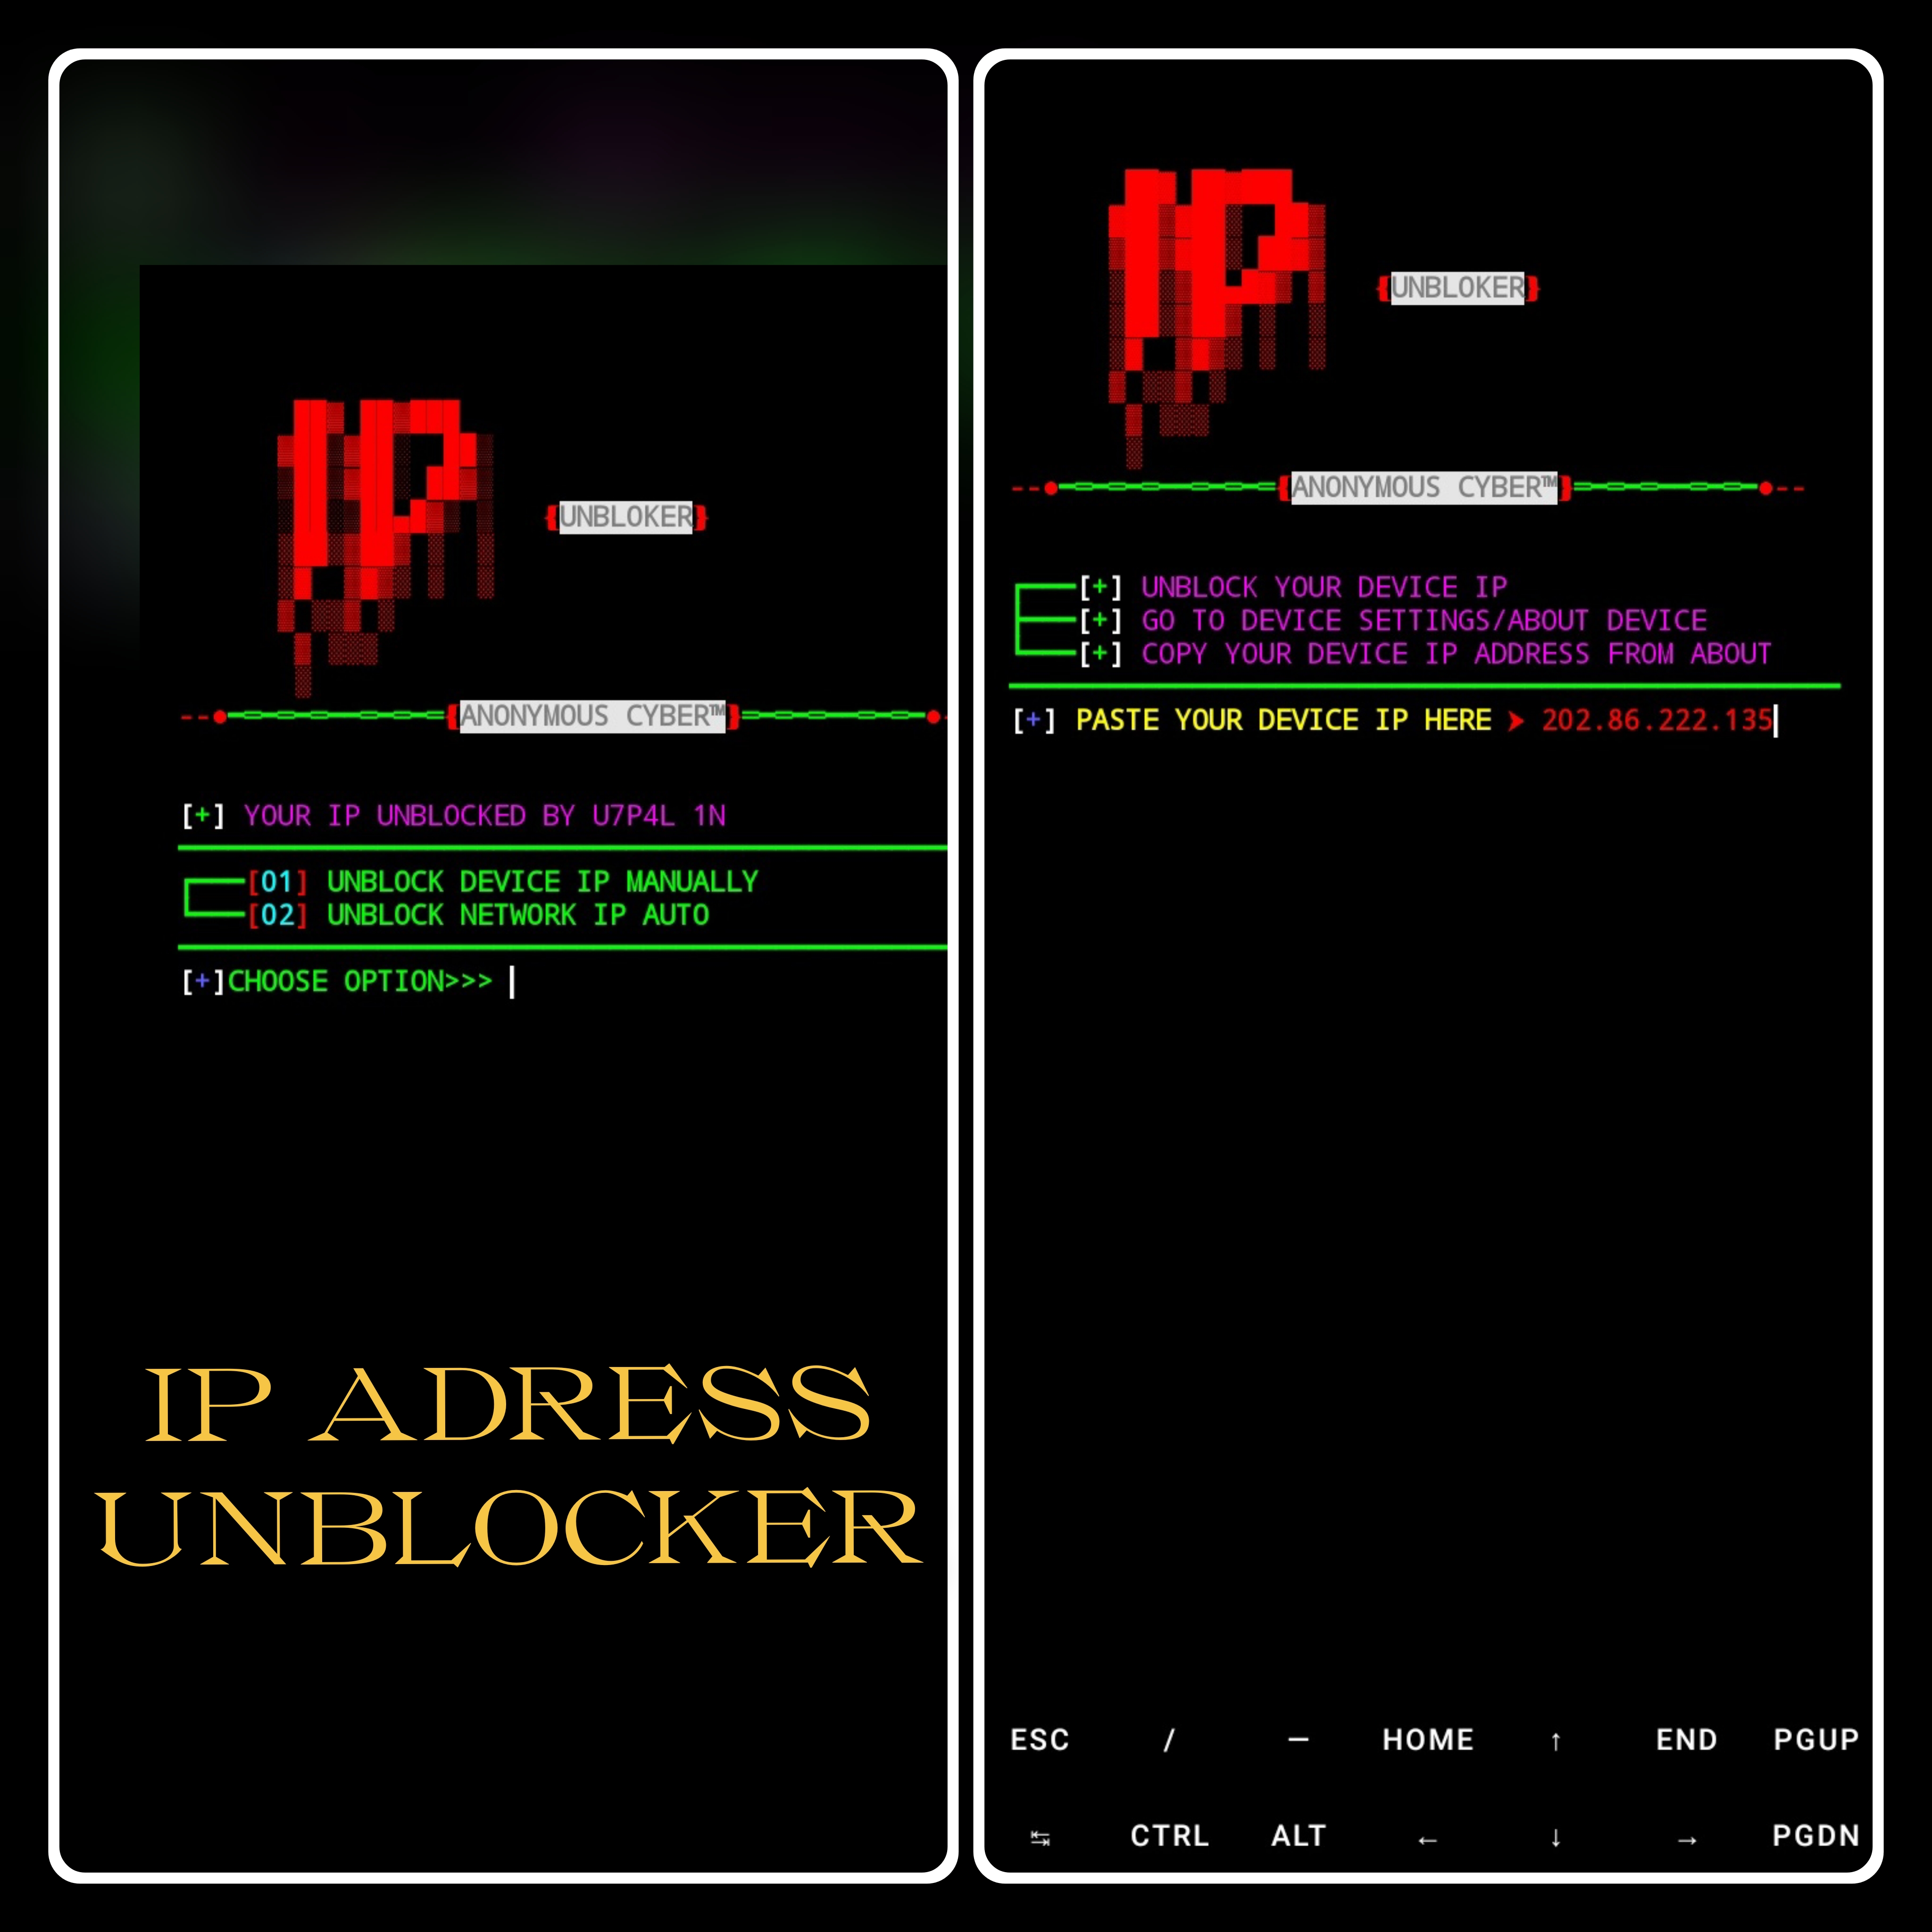 IP
{UNBLOKER}
--●═══════{ANONYMOUS CYBER™}═══════●-
[+] YOUR IP UNBLOCKED BY U7P4L 1N
[01] UNBLOCK DEVICE IP MANUALLY
[02] UNBLOCK NETWORK IP AUTO
[+]CHOOSE OPTION>>>
IP ADRESS
UNBLOCKER
IP
{UNBLOKER}
--●═══════{ANONYMOUS CYBER™}═══════●--
[+] UNBLOCK YOUR DEVICE IP
[+] GO TO DEVICE SETTINGS/ABOUT DEVICE
[+] COPY YOUR DEVICE IP ADDRESS FROM ABOUT
[+] PASTE YOUR DEVICE IP HERE ➤ 202.86.222.135
ESC / — HOME ↑ END PGUP
↹ CTRL ALT ← ↓ → PGDN